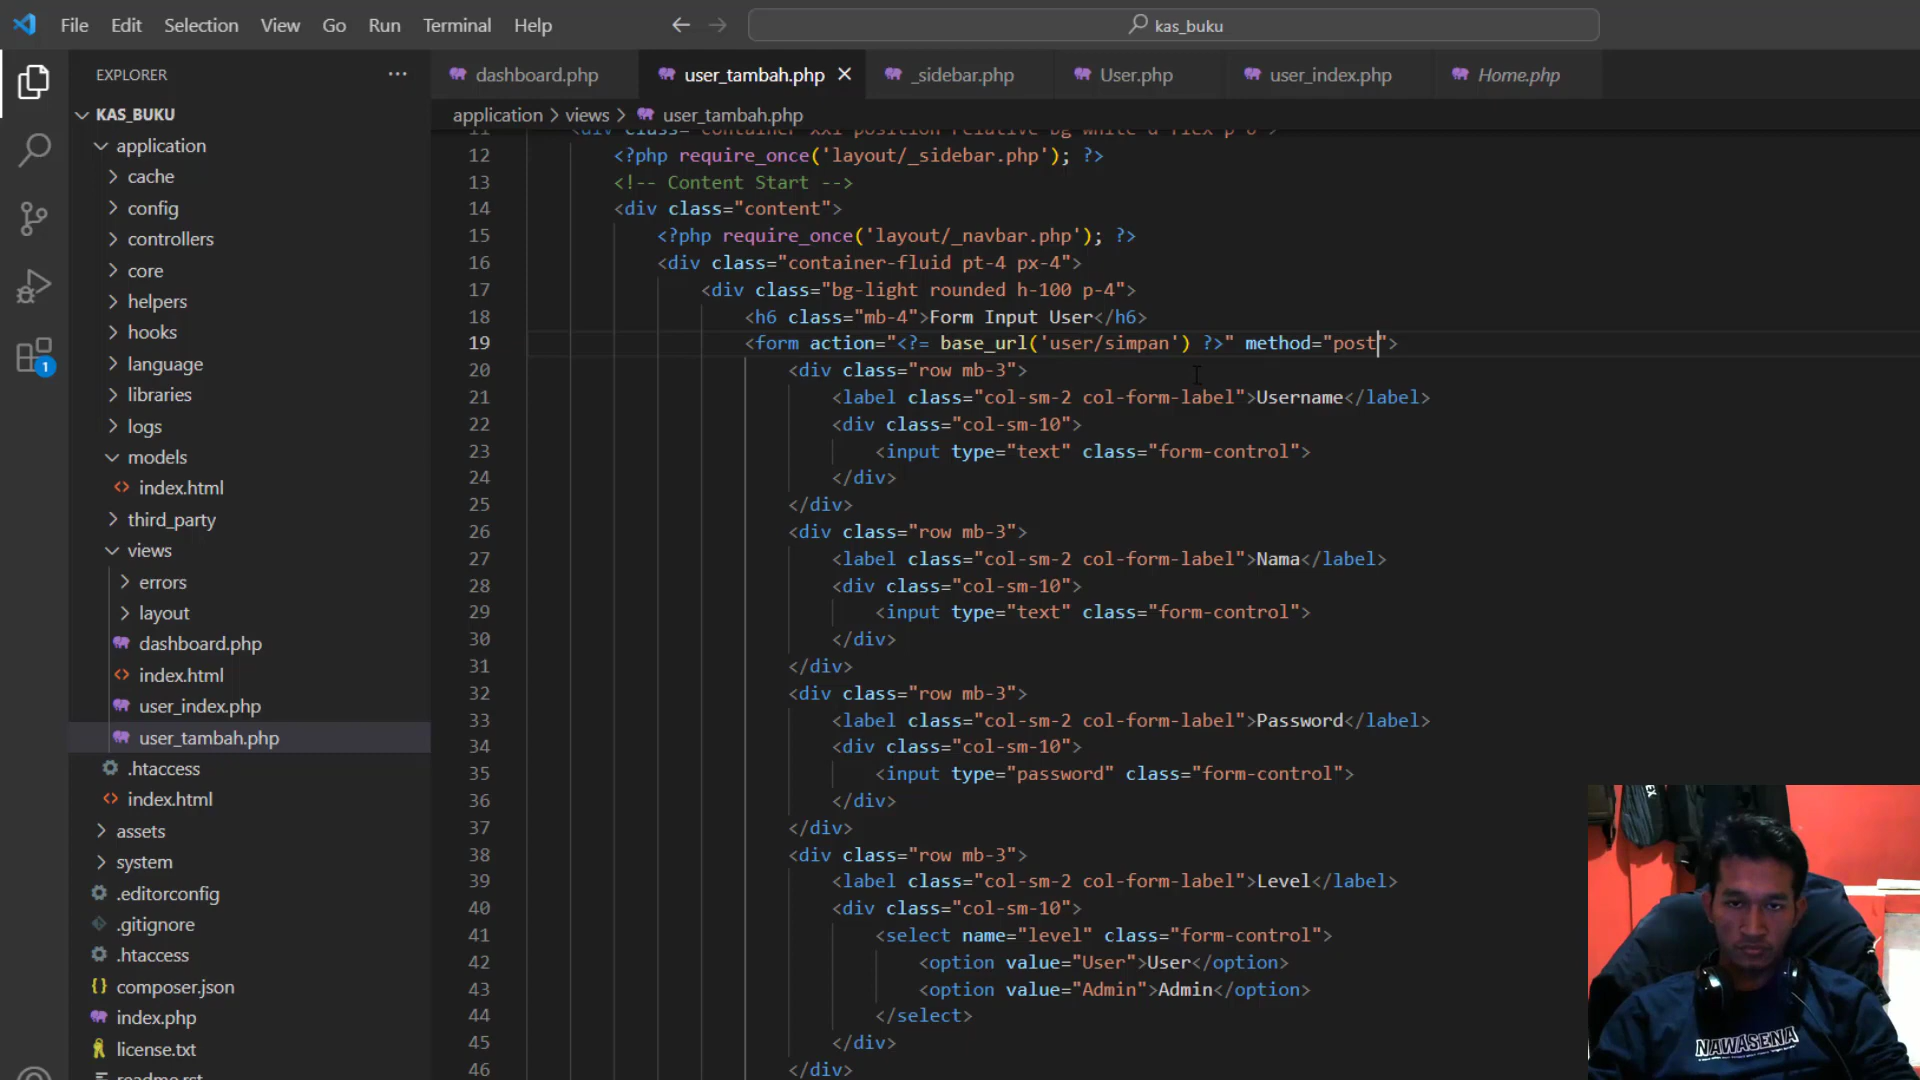 File Edit Selection View Go Run Terminal Help
kas_buku
EXPLORER
dashboard.php
user_tambah.php
_sidebar.php
User.php
user_index.php
Home.php
KAS_BUKU
application
cache
config
controllers
core
helpers
hooks
language
libraries
logs
models
index.html
third_party
views
errors
layout
dashboard.php
index.html
user_index.php
user_tambah.php
.htaccess
index.html
assets
system
.editorconfig
.gitignore
.htaccess
composer.json
index.php
license.txt
readme.rst
1
application > views > user_tambah.php
11 <div class="container-xxl position-relative bg-white d-flex p-0">
12 <?php require_once('layout/_sidebar.php'); ?>
13 <!-- Content Start -->
14 <div class="content">
15 <?php require_once('layout/_navbar.php'); ?>
16 <div class="container-fluid pt-4 px-4">
17 <div class="bg-light rounded h-100 p-4">
18 <h6 class="mb-4">Form Input User</h6>
19 <form action="<?= base_url('user/simpan') ?>" method="post">
20 <div class="row mb-3">
21 <label class="col-sm-2 col-form-label">Username</label>
22 <div class="col-sm-10">
23 <input type="text" class="form-control">
24 </div>
25 </div>
26 <div class="row mb-3">
27 <label class="col-sm-2 col-form-label">Nama</label>
28 <div class="col-sm-10">
29 <input type="text" class="form-control">
30 </div>
31 </div>
32 <div class="row mb-3">
33 <label class="col-sm-2 col-form-label">Password</label>
34 <div class="col-sm-10">
35 <input type="password" class="form-control">
36 </div>
37 </div>
38 <div class="row mb-3">
39 <label class="col-sm-2 col-form-label">Level</label>
40 <div class="col-sm-10">
41 <select name="level" class="form-control">
42 <option value="User">User</option>
43 <option value="Admin">Admin</option>
44 </select>
45 </div>
46 </div>
NAWASENA